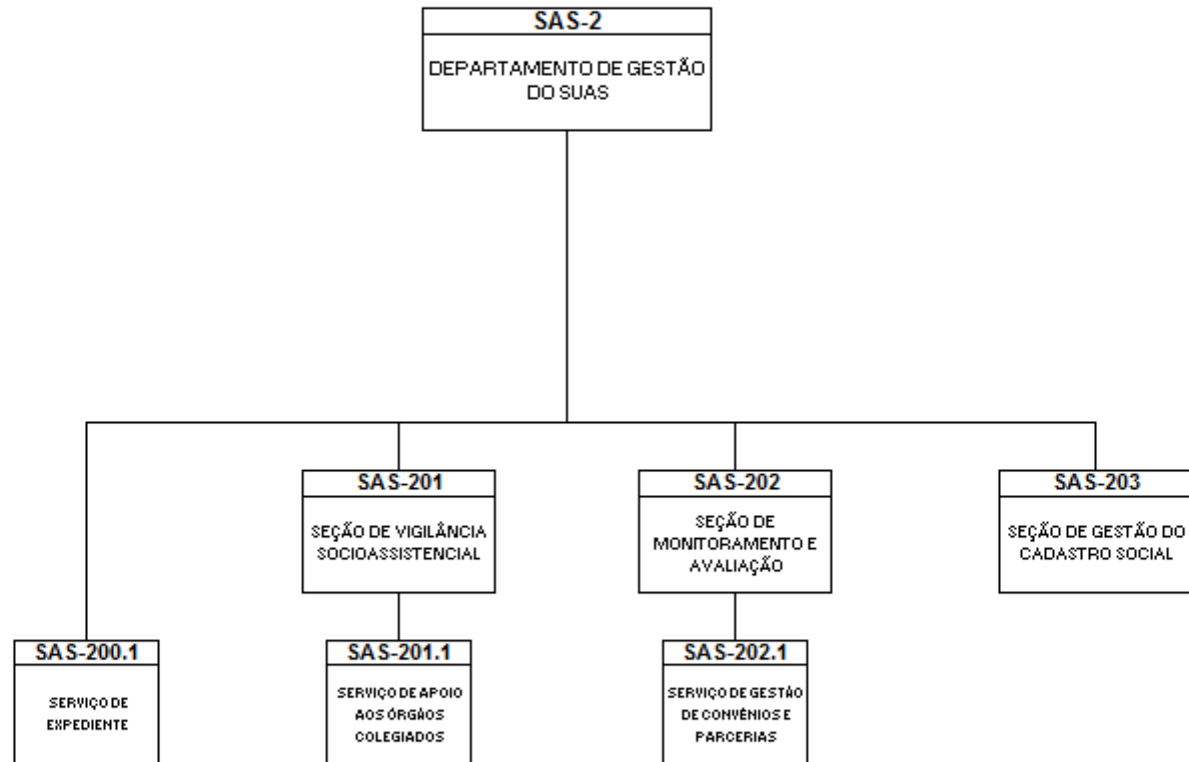 SAS-2
DEPARTAMENTO DE GESTÃO
DO SUAS
SAS-201
SEÇÃO DE VIGILÂNCIA
SOCIOASSISTENCIAL
SAS-202
SEÇÃO DE
MONITORAMENTO E
AVALIAÇÃO
SAS-203
SEÇÃO DE GESTÃO DO
CADASTRO SOCIAL
SAS-200.1
SERVIÇO DE
EXPEDIENTE
SAS-201.1
SERVIÇO DE APOIO
AOS ÓRGÃOS
COLEGIADOS
SAS-202.1
SERVIÇO DE GESTÃO
DE CONVÊNIOS E
PARCERIAS